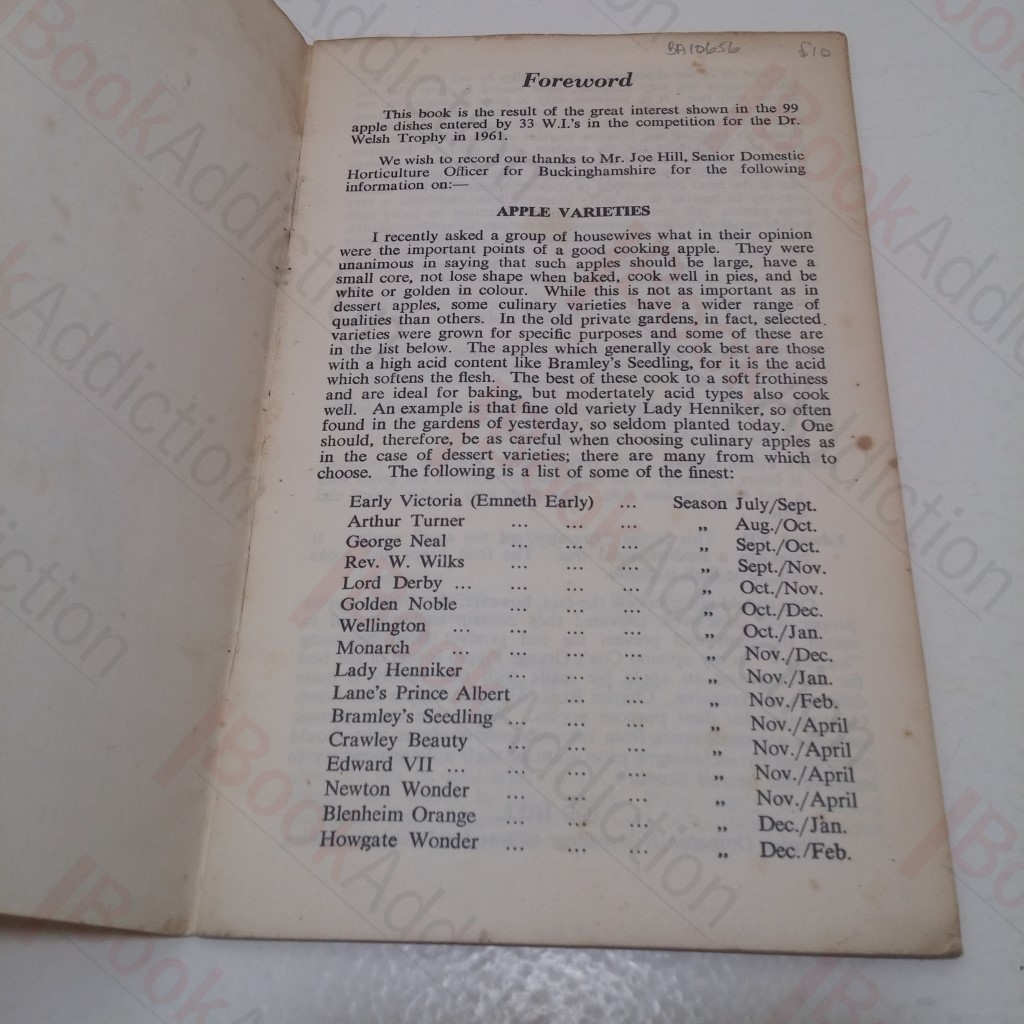 BA10656 £10
Foreword
This book is the result of the great interest shown in the 99
apple dishes entered by 33 W.I.'s in the competition for the Dr.
Welsh Trophy in 1961.
We wish to record our thanks to Mr. Joe Hill, Senior Domestic
Horticulture Officer for Buckinghamshire for the following
information on:—
APPLE VARIETIES
I recently asked a group of housewives what in their opinion
were the important points of a good cooking apple. They were
unanimous in saying that such apples should be large, have a
small core, not lose shape when baked, cook well in pies, and be
white or golden in colour. While this is not as important as in
dessert apples, some culinary varieties have a wider range of
qualities than others. In the old private gardens, in fact, selected
varieties were grown for specific purposes and some of these are
in the list below. The apples which generally cook best are those
with a high acid content like Bramley's Seedling, for it is the acid
which softens the flesh. The best of these cook to a soft frothiness
and are ideal for baking, but modertately acid types also cook
well. An example is that fine old variety Lady Henniker, so often
found in the gardens of yesterday, so seldom planted today. One
should, therefore, be as careful when choosing culinary apples as
in the case of dessert varieties; there are many from which to
choose. The following is a list of some of the finest:
Early Victoria (Emneth Early) ... Season July/Sept.
Arthur Turner ... ... ... „ Aug./Oct.
George Neal ... ... ... „ Sept./Oct.
Rev. W. Wilks ... ... ... „ Sept./Nov.
Lord Derby ... ... ... ... „ Oct./Nov.
Golden Noble ... ... ... „ Oct./Dec.
Wellington ... ... ... „ Oct./Jan.
Monarch ... ... ... „ Nov./Dec.
Lady Henniker ... ... ... „ Nov./Jan.
Lane's Prince Albert ... ... „ Nov./Feb.
Bramley's Seedling ... ... ... „ Nov./April
Crawley Beauty ... ... ... „ Nov./April
Edward VII ... ... ... ... „ Nov./April
Newton Wonder ... ... ... „ Nov./April
Blenheim Orange ... ... ... „ Dec./Jan.
Howgate Wonder ... ... ... „ Dec./Feb.
BookAddiction